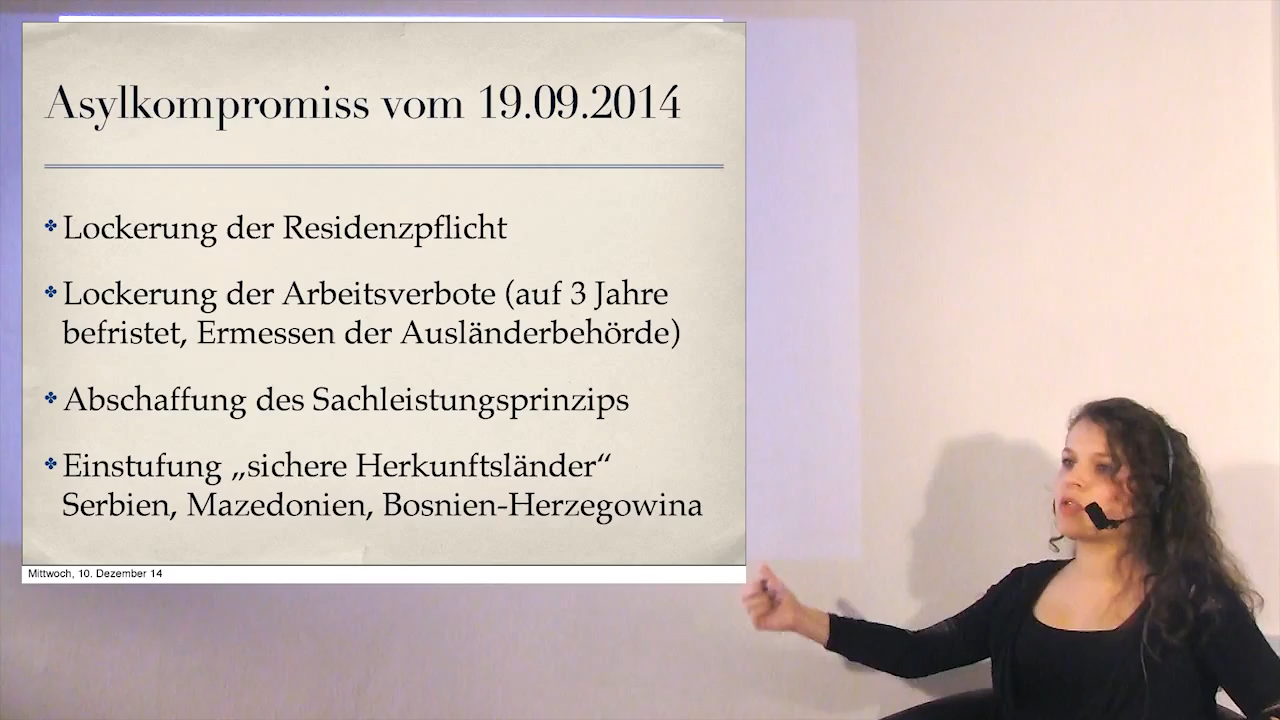 Asylkompromiss vom 19.09.2014
Lockerung der Residenzpflicht
Lockerung der Arbeitsverbote (auf 3 Jahre
befristet, Ermessen der Ausländerbehörde)
Abschaffung des Sachleistungsprinzips
Einstufung „sichere Herkunftsländer“
Serbien, Mazedonien, Bosnien-Herzegowina
Mittwoch, 10. Dezember 14